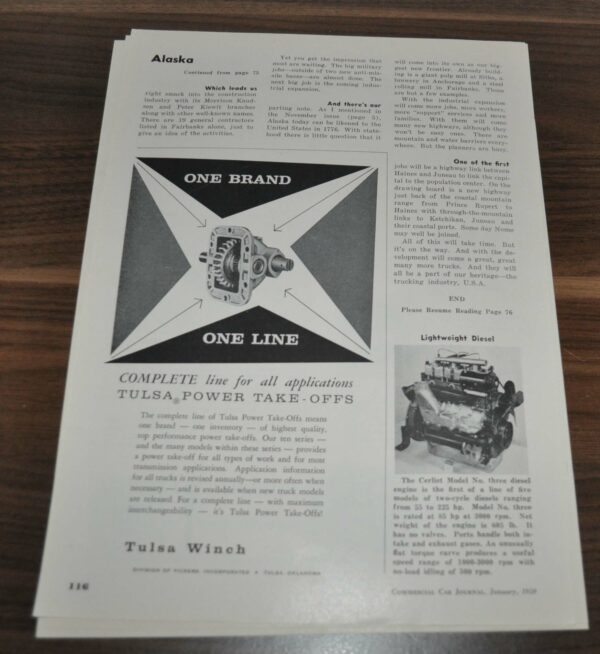 Alaska
Continued from page 75
Which leads us
right smack into the construction
industry with its Morrison Knud-
sen and Peter Kiewit branches
along with other well-known names.
There are 19 general contractors
listed in Fairbanks alone, just to
give an idea of the activities.
Yet you get the impression that
most are waiting. The big military
jobs—outside of two new anti-mis-
sile bases—are almost done. The
next big job is the coming indus-
trial expansion.
And there's our
parting note. As I mentioned in
the November issue (page 5),
Alaska today can be likened to the
United States in 1776. With state-
hood there is little question that it
will come into its own as our big-
gest new frontier. Already build-
ing is a giant pulp mill at Sitka, a
brewery in Anchorage and a steel
rolling mill in Fairbanks. These
are but a few examples.
With the industrial expansion
will come more jobs, more workers,
more "support" services and more
families. With them will come
many new highways, although they
won't be easy ones. There are
mountain and water barriers every-
where. But the planners are busy.
One of the first
jobs will be a highway link between
Haines and Juneau to link the capi-
tal to the population center. On the
drawing board is a new highway
just back of the coastal mountain
range from Prince Rupert to
Haines with through-the-mountain
links to Ketchikan, Juneau and
their coastal ports. Some day Nome
may well be joined.
All of this will take time. But
it's on the way. And with the de-
velopment will come a great, great
many more trucks. And they will
all be a part of our heritage—the
trucking industry, U.S.A.
END
Please Resume Reading Page 76
ONE BRAND
ONE LINE
COMPLETE line for all applications
TULSA® POWER TAKE-OFFS
The complete line of Tulsa Power Take-Offs means
one brand — one inventory — of highest quality,
top performance power take-offs. Our ten series —
and the many models within these series — provides
a power take-off for all types of work and for most
transmission applications. Application information
for all trucks is revised annually—or more often when
necessary — and is available when new truck models
are released. For a complete line — with maximum
interchangeability — it's Tulsa Power Take-Offs!
Tulsa Winch
DIVISION OF VICKERS INCORPORATED • TULSA, OKLAHOMA
Lightweight Diesel
The Cerlist Model No. three diesel
engine is the first of a line of five
models of two-cycle diesels ranging
from 55 to 225 hp. Model No. three
is rated at 85 hp at 3000 rpm. Net
weight of the engine is 605 lb. It
has no valves. Ports handle both in-
take and exhaust gases. An unusually
flat torque curve produces a useful
speed range of 1000-3000 rpm with
no-load idling of 500 rpm.
116
COMMERCIAL CAR JOURNAL, January, 1959